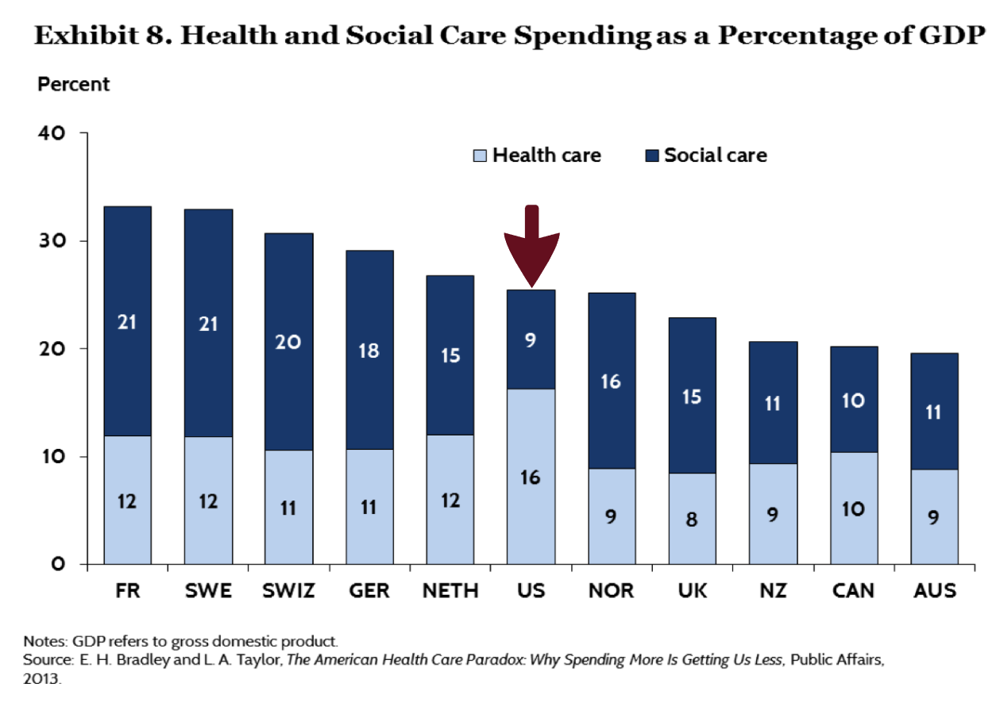 Exhibit 8. Health and Social Care Spending as a Percentage of GDP
Percent
40
Health care Social care
30
21 21 20 18 15 9 16 15 11 10 11
20
10
12 12 11 11 12 16 9 8 9 10 9
0
FR SWE SWIZ GER NETH US NOR UK NZ CAN AUS
Notes: GDP refers to gross domestic product.
Source: E. H. Bradley and L. A. Taylor, The American Health Care Paradox: Why Spending More Is Getting Us Less, Public Affairs,
2013.